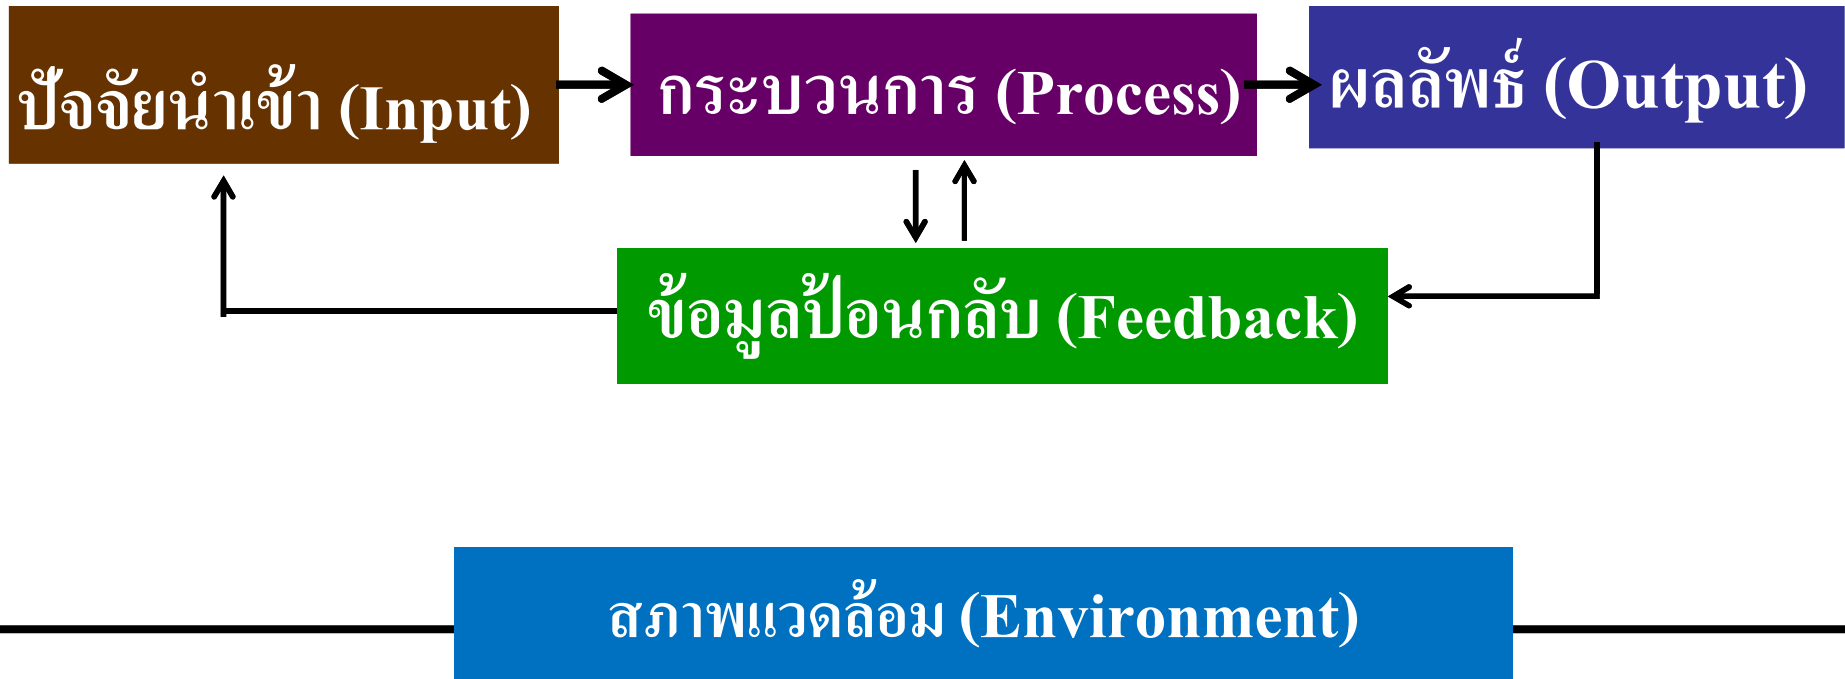 ปัจจัยนำเข้า (Input)
กระบวนการ (Process)
ผลลัพธ์ (Output)
ข้อมูลป้อนกลับ (Feedback)
สภาพแวดล้อม (Environment)